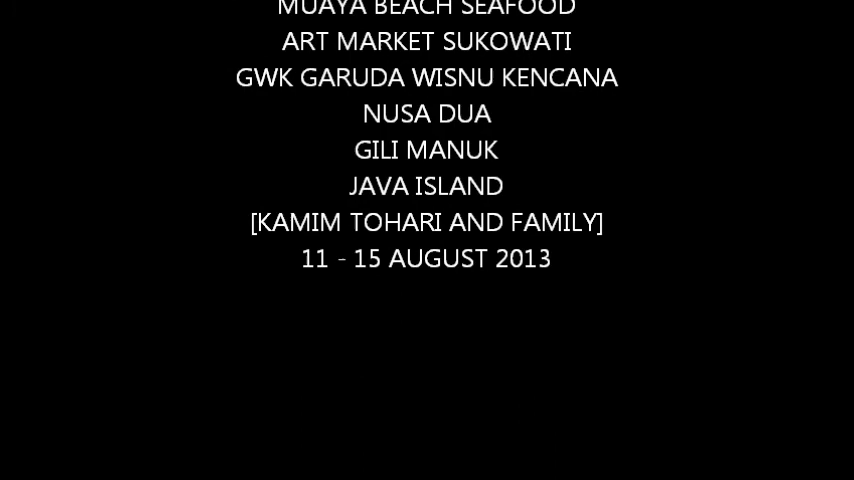 MUAYA BEACH SEAFOOD
ART MARKET SUKOWATI
GWK GARUDA WISNU KENCANA
NUSA DUA
GILI MANUK
JAVA ISLAND
[KAMIM TOHARI AND FAMILY]
11 - 15 AUGUST 2013